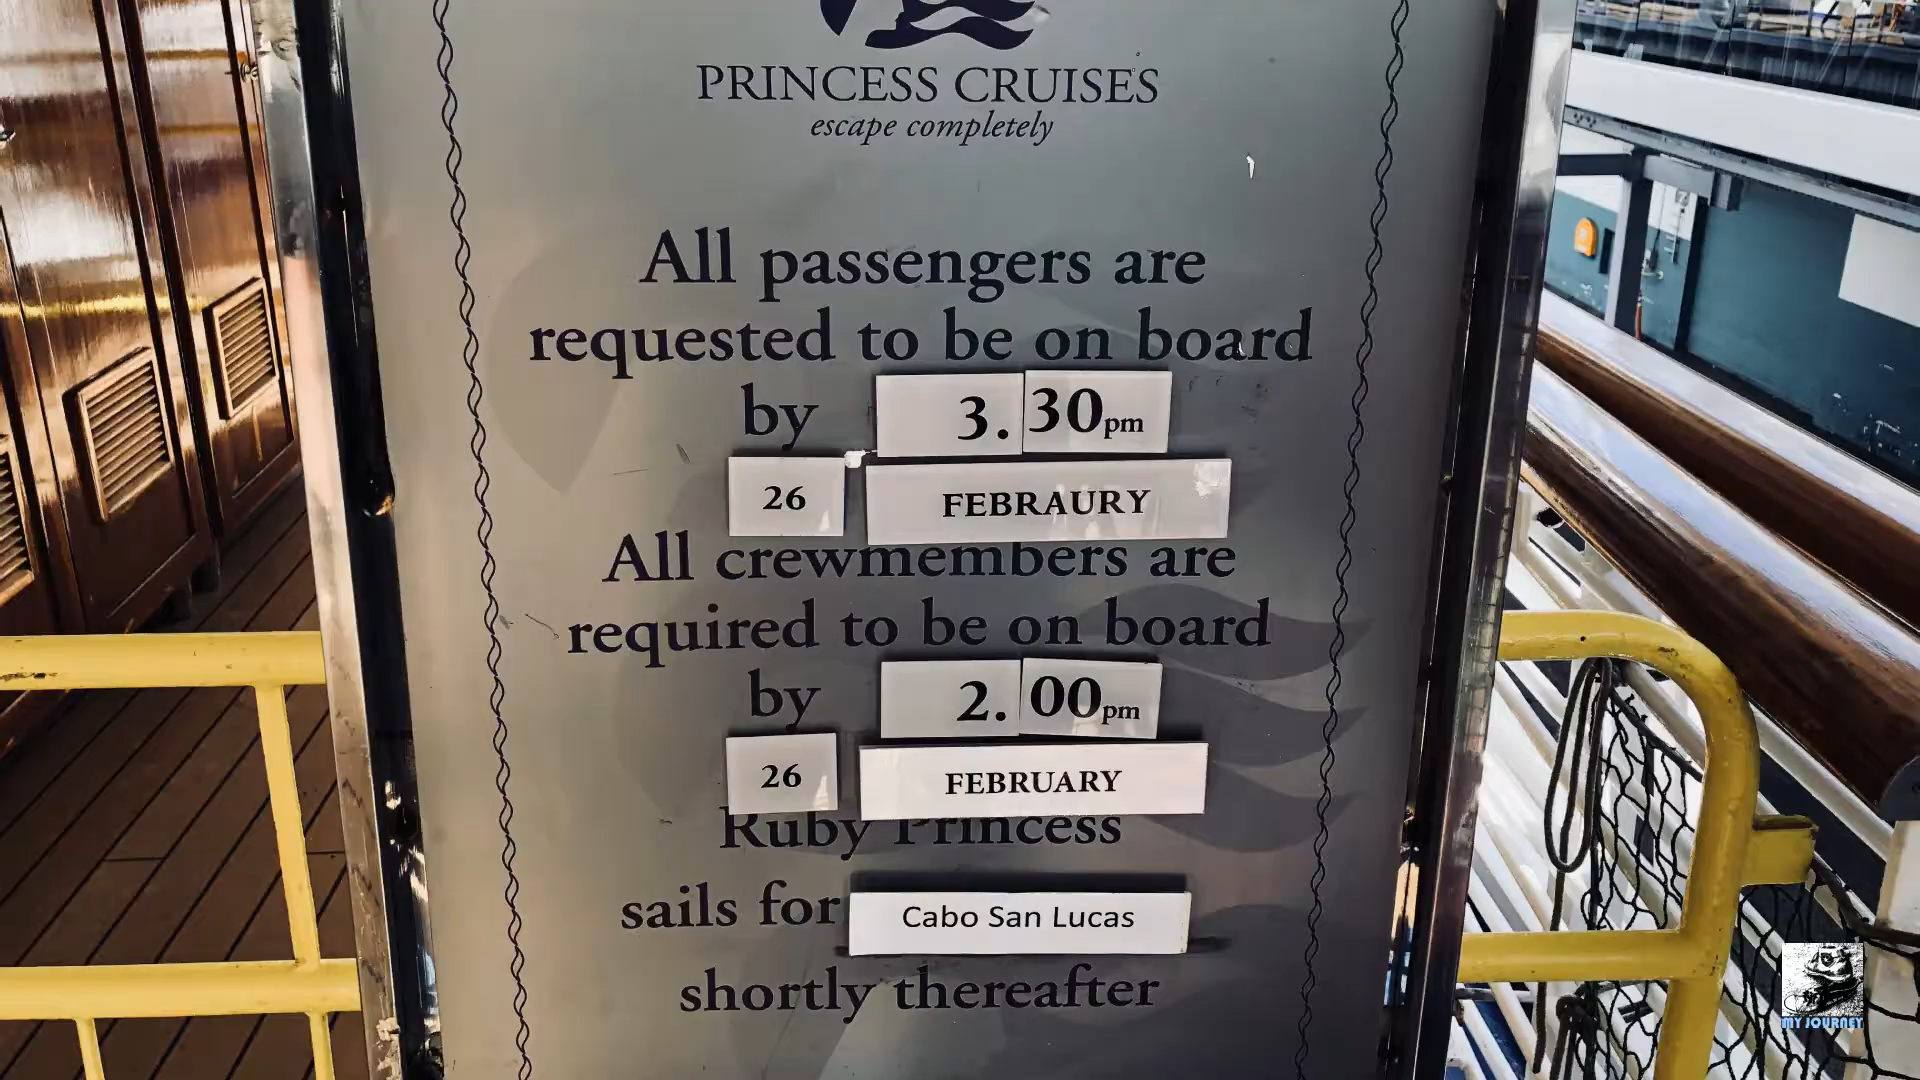 PRINCESS CRUISES
escape completely
All passengers are
requested to be on board
by 3.30pm
26 FEBRAURY
All crewmembers are
required to be on board
by 2.00pm
26 FEBRUARY
Ruby Princess
sails for Cabo San Lucas
shortly thereafter
MY JOURNEY